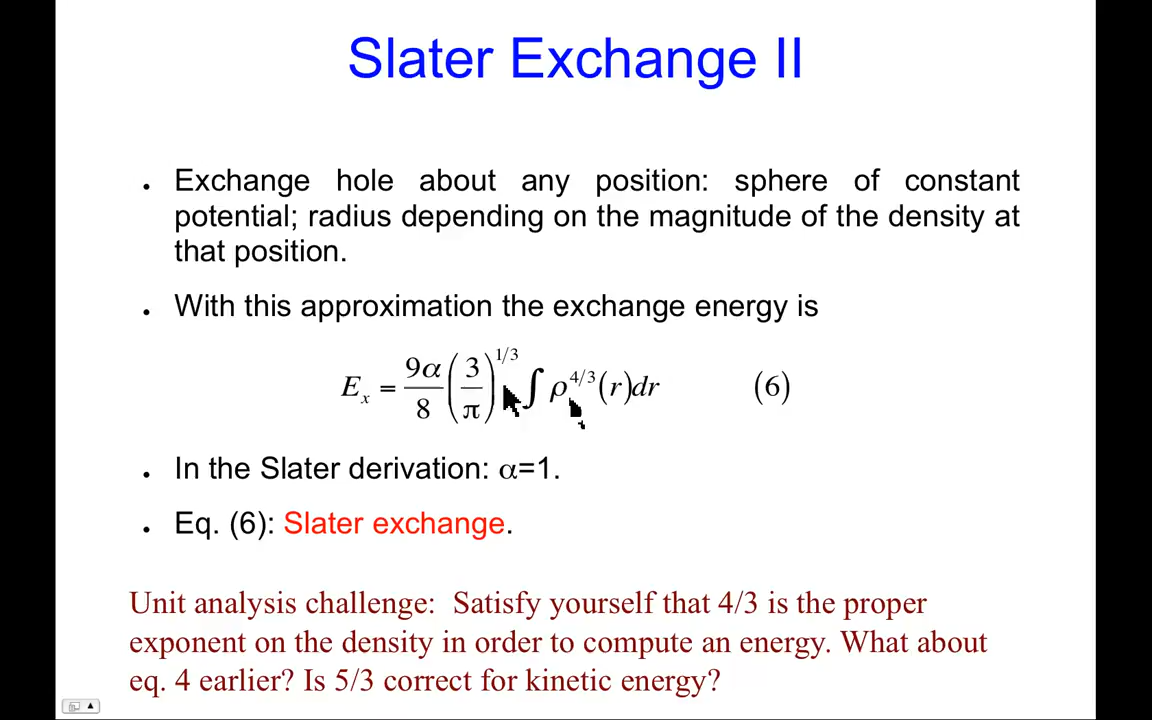 Slater Exchange II
• Exchange hole about any position: sphere of constant
potential; radius depending on the magnitude of the density at
that position.
• With this approximation the exchange energy is
Eₓ = 9α/8 (3/π)^1/3 ∫ ρ^4/3 (r)dr (6)
• In the Slater derivation: α=1.
• Eq. (6): Slater exchange.
Unit analysis challenge: Satisfy yourself that 4/3 is the proper
exponent on the density in order to compute an energy. What about
eq. 4 earlier? Is 5/3 correct for kinetic energy?